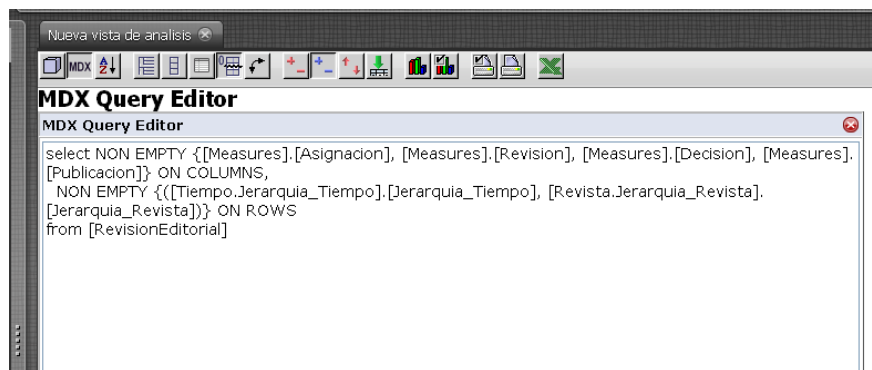 Nueva vista de analisis
MDX
MDX Query Editor
MDX Query Editor
select NON EMPTY {[Measures].[Asignacion], [Measures].[Revision], [Measures].[Decision], [Measures].
[Publicacion]} ON COLUMNS,
NON EMPTY {([Tiempo.Jerarquia_Tiempo].[Jerarquia_Tiempo], [Revista.Jerarquia_Revista].
[Jerarquia_Revista])} ON ROWS
from [RevisionEditorial]